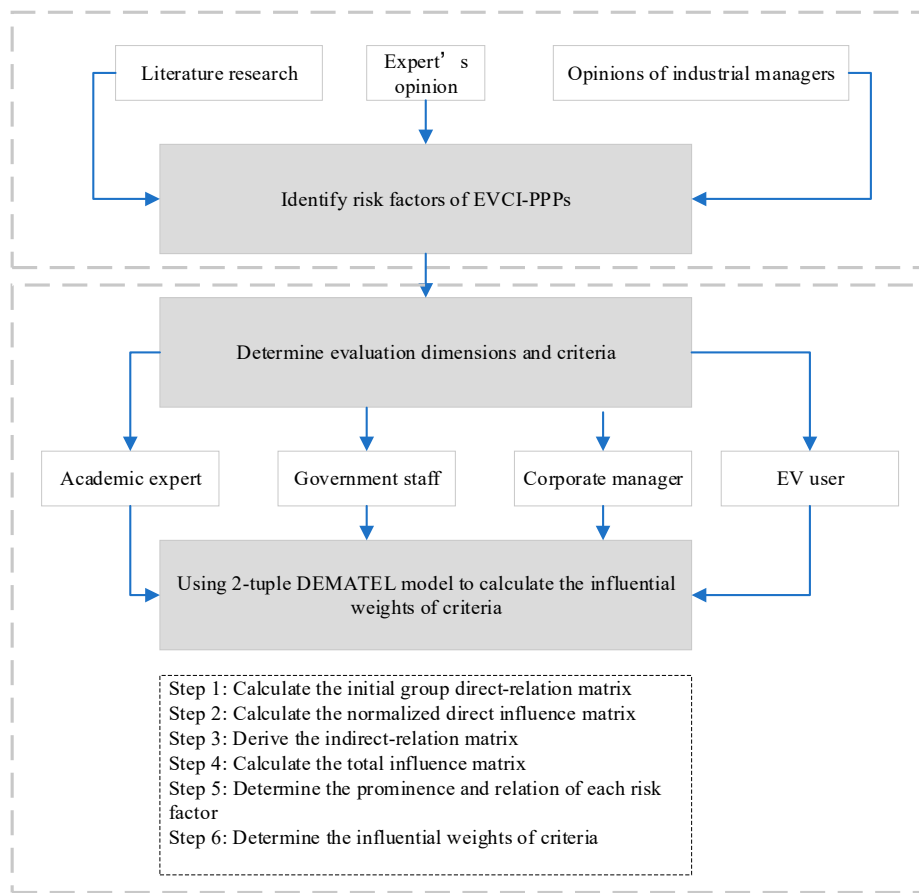 Literature research
Expert’s
opinion
Opinions of industrial managers
Identify risk factors of EVCI-PPPs
Determine evaluation dimensions and criteria
Academic expert
Government staff
Corporate manager
EV user
Using 2-tuple DEMATEL model to calculate the influential
weights of criteria
Step 1: Calculate the initial group direct-relation matrix
Step 2: Calculate the normalized direct influence matrix
Step 3: Derive the indirect-relation matrix
Step 4: Calculate the total influence matrix
Step 5: Determine the prominence and relation of each risk
factor
Step 6: Determine the influential weights of criteria